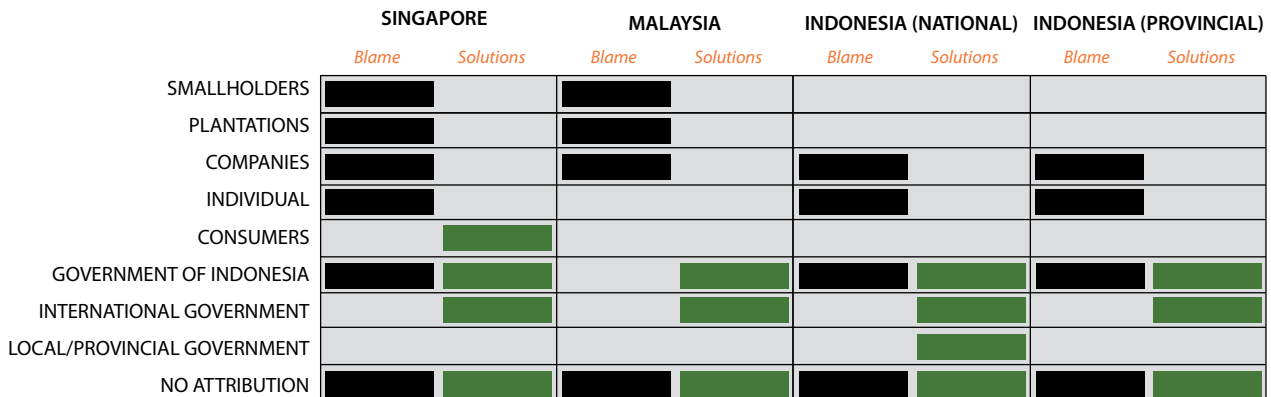 SINGAPORE MALAYSIA INDONESIA (NATIONAL) INDONESIA (PROVINCIAL)
Blame Solutions Blame Solutions Blame Solutions Blame Solutions
SMALLHOLDERS
PLANTATIONS
COMPANIES
INDIVIDUAL
CONSUMERS
GOVERNMENT OF INDONESIA
INTERNATIONAL GOVERNMENT
LOCAL/PROVINCIAL GOVERNMENT
NO ATTRIBUTION